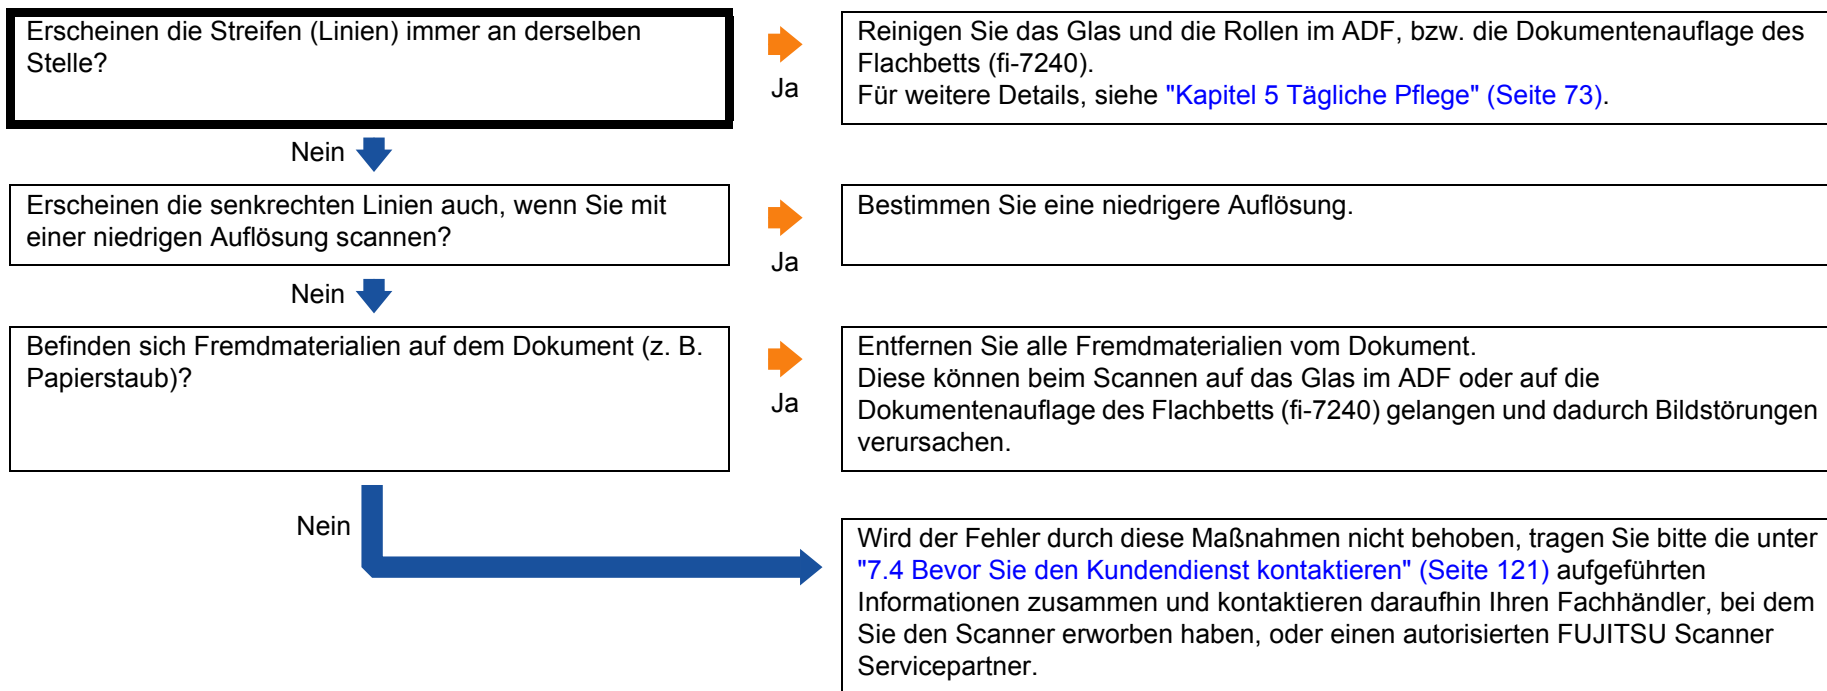 Erscheinen die Streifen (Linien) immer an derselben
Stelle?
Ja
Reinigen Sie das Glas und die Rollen im ADF, bzw. die Dokumentenauflage des
Flachbetts (fi-7240).
Für weitere Details, siehe "Kapitel 5 Tägliche Pflege" (Seite 73).
Nein
Erscheinen die senkrechten Linien auch, wenn Sie mit
einer niedrigen Auflösung scannen?
Ja
Bestimmen Sie eine niedrigere Auflösung.
Nein
Befinden sich Fremdmaterialien auf dem Dokument (z. B.
Papierstaub)?
Ja
Entfernen Sie alle Fremdmaterialien vom Dokument.
Diese können beim Scannen auf das Glas im ADF oder auf die
Dokumentenauflage des Flachbetts (fi-7240) gelangen und dadurch Bildstörungen
verursachen.
Nein
Wird der Fehler durch diese Maßnahmen nicht behoben, tragen Sie bitte die unter
"7.4 Bevor Sie den Kundendienst kontaktieren" (Seite 121) aufgeführten
Informationen zusammen und kontaktieren daraufhin Ihren Fachhändler, bei dem
Sie den Scanner erworben haben, oder einen autorisierten FUJITSU Scanner
Servicepartner.